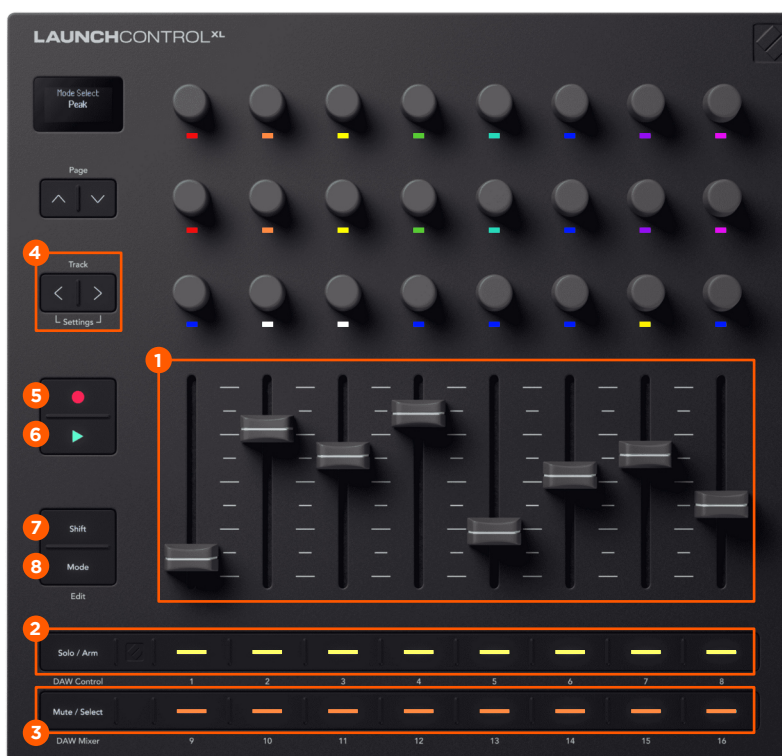 LAUNCHCONTROL XL
Mode Select
Peak
Page
4
Track
Settings
1
5
6
7
Shift
8
Mode
Edit
2
Solo / Arm
DAW Control 1 2 3 4 5 6 7 8
Mute / Select
3
DAW Mixer 9 10 11 12 13 14 15 16